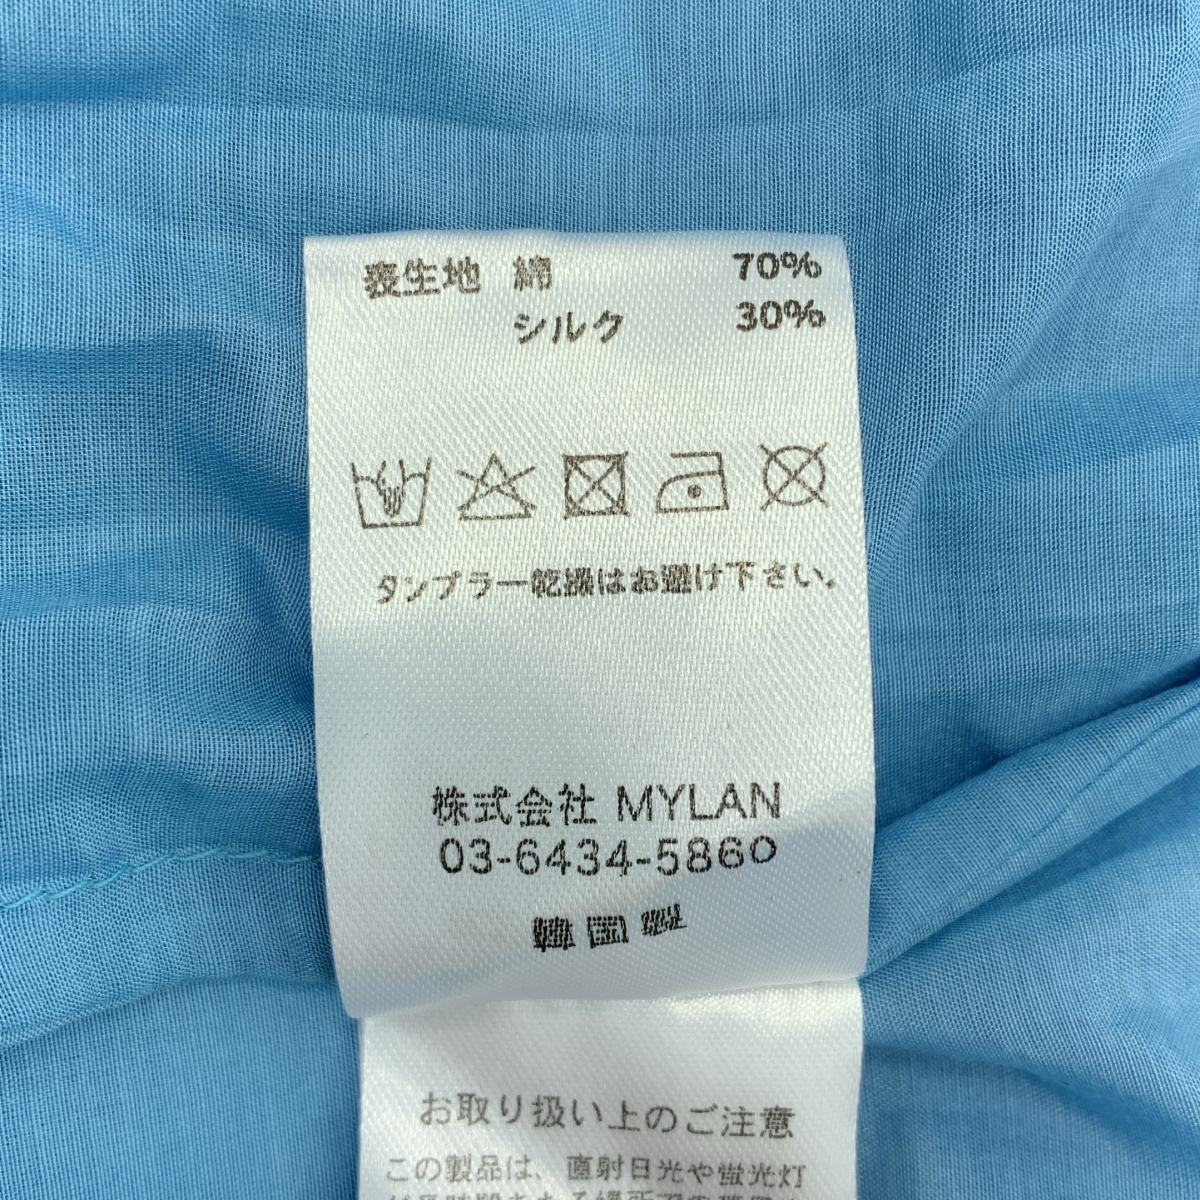 表生地 綿 70%
シルク 30%
タンブラー乾燥はお避け下さい。
株式会社 MYLAN
03-6434-5860
韓国製
お取り扱い上のご注意
この製品は、直射日光や蛍光灯